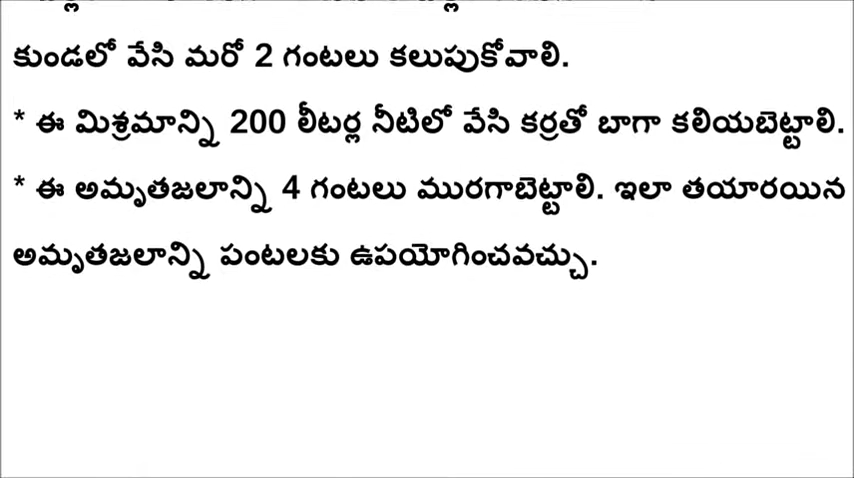 కుండలో వేసి మరో 2 గంటలు కలుపుకోవాలి.
* ఈ మిశ్రమాన్ని 200 లీటర్ల నీటిలో వేసి కర్రతో బాగా కలియబెట్టాలి.
* ఈ అమృతజలాన్ని 4 గంటలు మురగాబెట్టాలి. ఇలా తయారయిన
అమృతజలాన్ని పంటలకు ఉపయోగించవచ్చు.